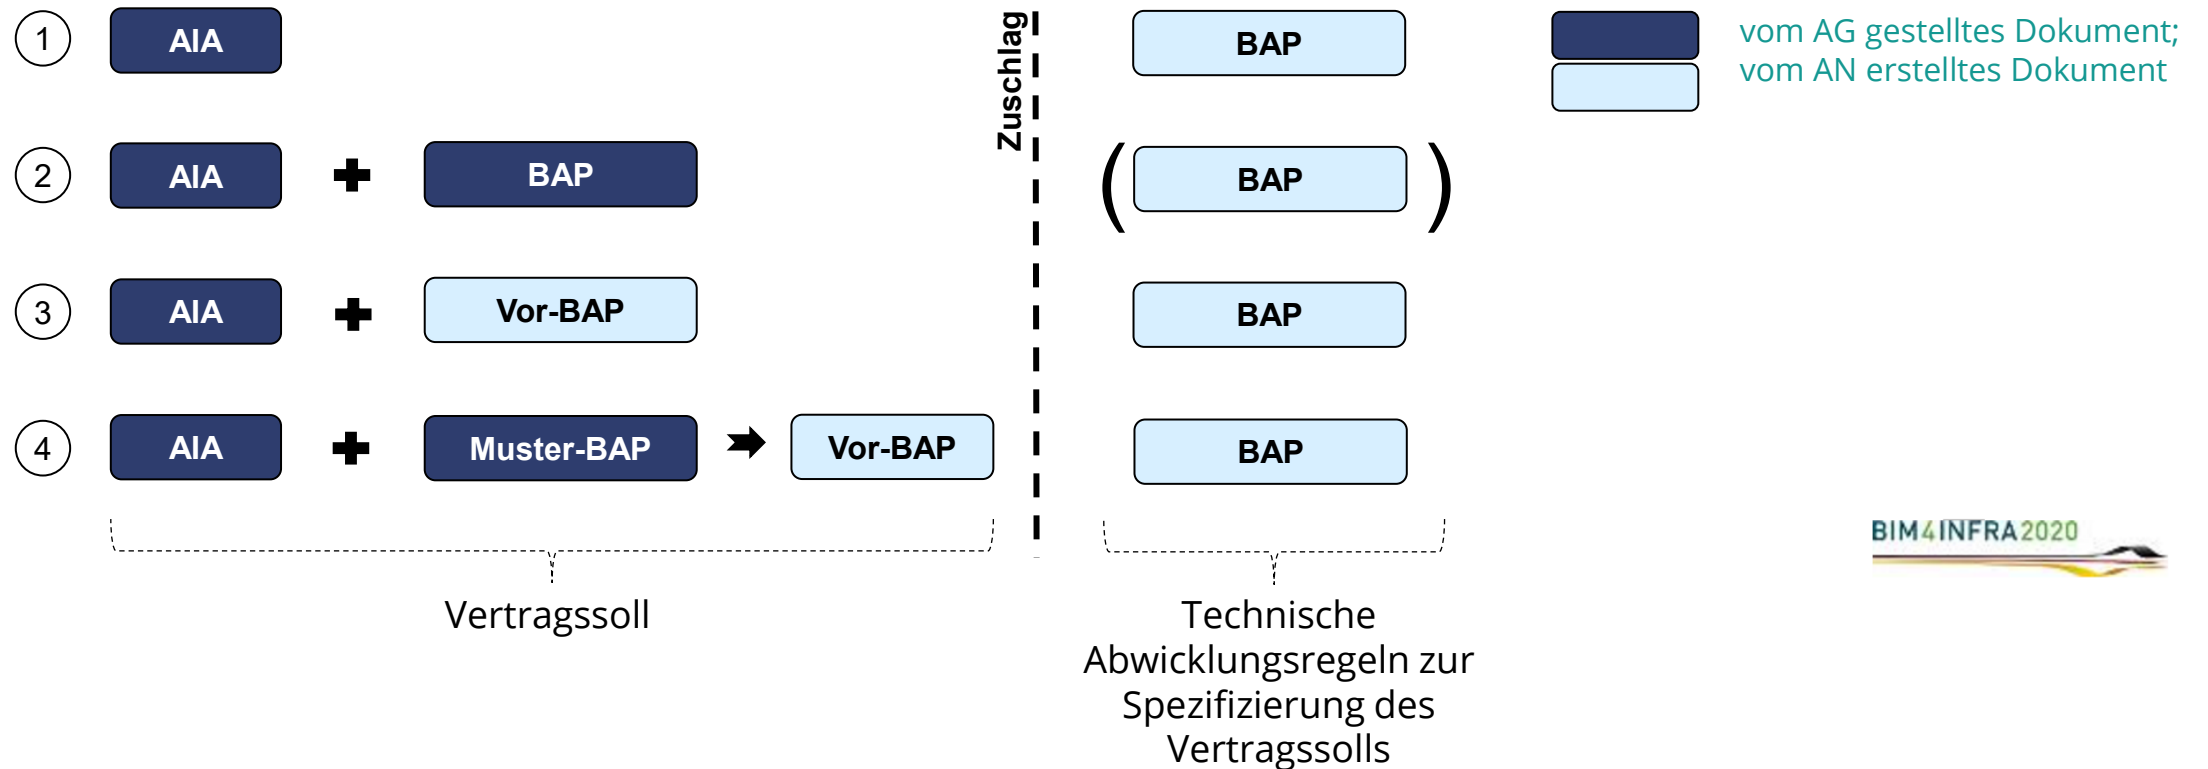 1
AIA
Zuschlag
BAP
vom AG gestelltes Dokument;
vom AN erstelltes Dokument
2
AIA
BAP
( BAP )
3
AIA
Vor-BAP
BAP
4
AIA
Muster-BAP
Vor-BAP
BAP
BIM4INFRA2020
Vertragssoll
Technische
Abwicklungsregeln zur
Spezifizierung des
Vertragssolls